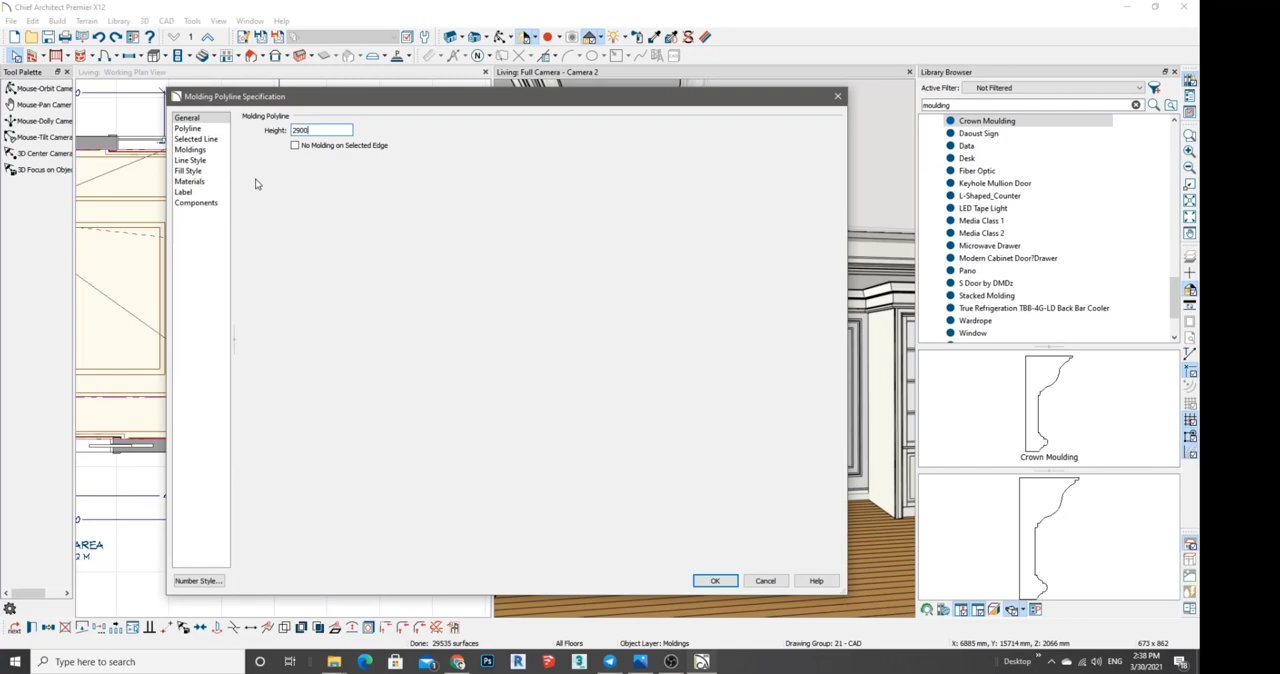 Chief Architect Premier X12
File Edit Build Terrain Library 3D CAD Tools View Window Help
1
Tool Palette
Mouse-Orbit Came
Mouse-Pan Camer
Mouse-Dolly Came
Mouse-Tilt Camera
3D Center Camera
3D Focus on Objec
Living: Working Plan View
Living: Full Camera - Camera 2
Molding Polyline Specification
General
Polyline
Selected Line
Moldings
Line Style
Fill Style
Materials
Label
Components
Molding Polyline
Height: 2900
No Molding on Selected Edge
Number Style...
OK
Cancel
Help
AREA
2 M
Library Browser
Active Filter: Not Filtered
moulding
Crown Moulding
Daoust Sign
Data
Desk
Fiber Optic
Keyhole Mullion Door
L-Shaped_Counter
LED Tape Light
Media Class 1
Media Class 2
Microwave Drawer
Modern Cabinet Door?Drawer
Pano
S Door by DMDz
Stacked Molding
True Refrigeration TBB-4G-LD Back Bar Cooler
Wardrope
Window
Crown Moulding
next
Done: 29535 surfaces
All Floors
Object Layer: Moldings
Drawing Group: 21 - CAD
X: 6885 mm, Y: 15714 mm, Z: 2066 mm
673 x 862
Type here to search
Desktop
ENG
2:38 PM
3/30/2021